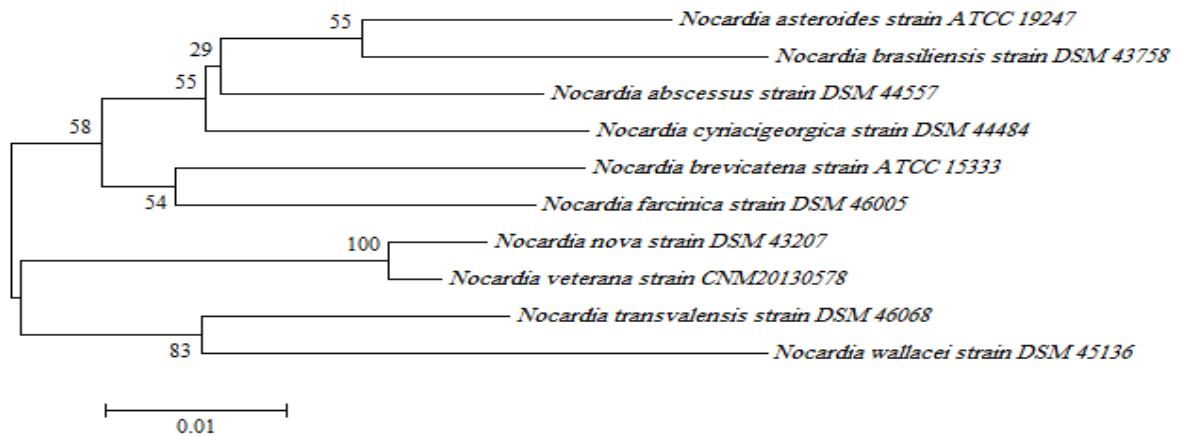 55
Nocardia asteroides strain ATCC 19247
Nocardia brasiliensis strain DSM 43758
29
Nocardia abscessus strain DSM 44557
55
Nocardia cyriacigeorgica strain DSM 44484
58
Nocardia brevicatena strain ATCC 15333
54
Nocardia farcinica strain DSM 46005
100
Nocardia nova strain DSM 43207
Nocardia veterana strain CNM20130578
Nocardia transvalensis strain DSM 46068
83
Nocardia wallacei strain DSM 45136
0.01